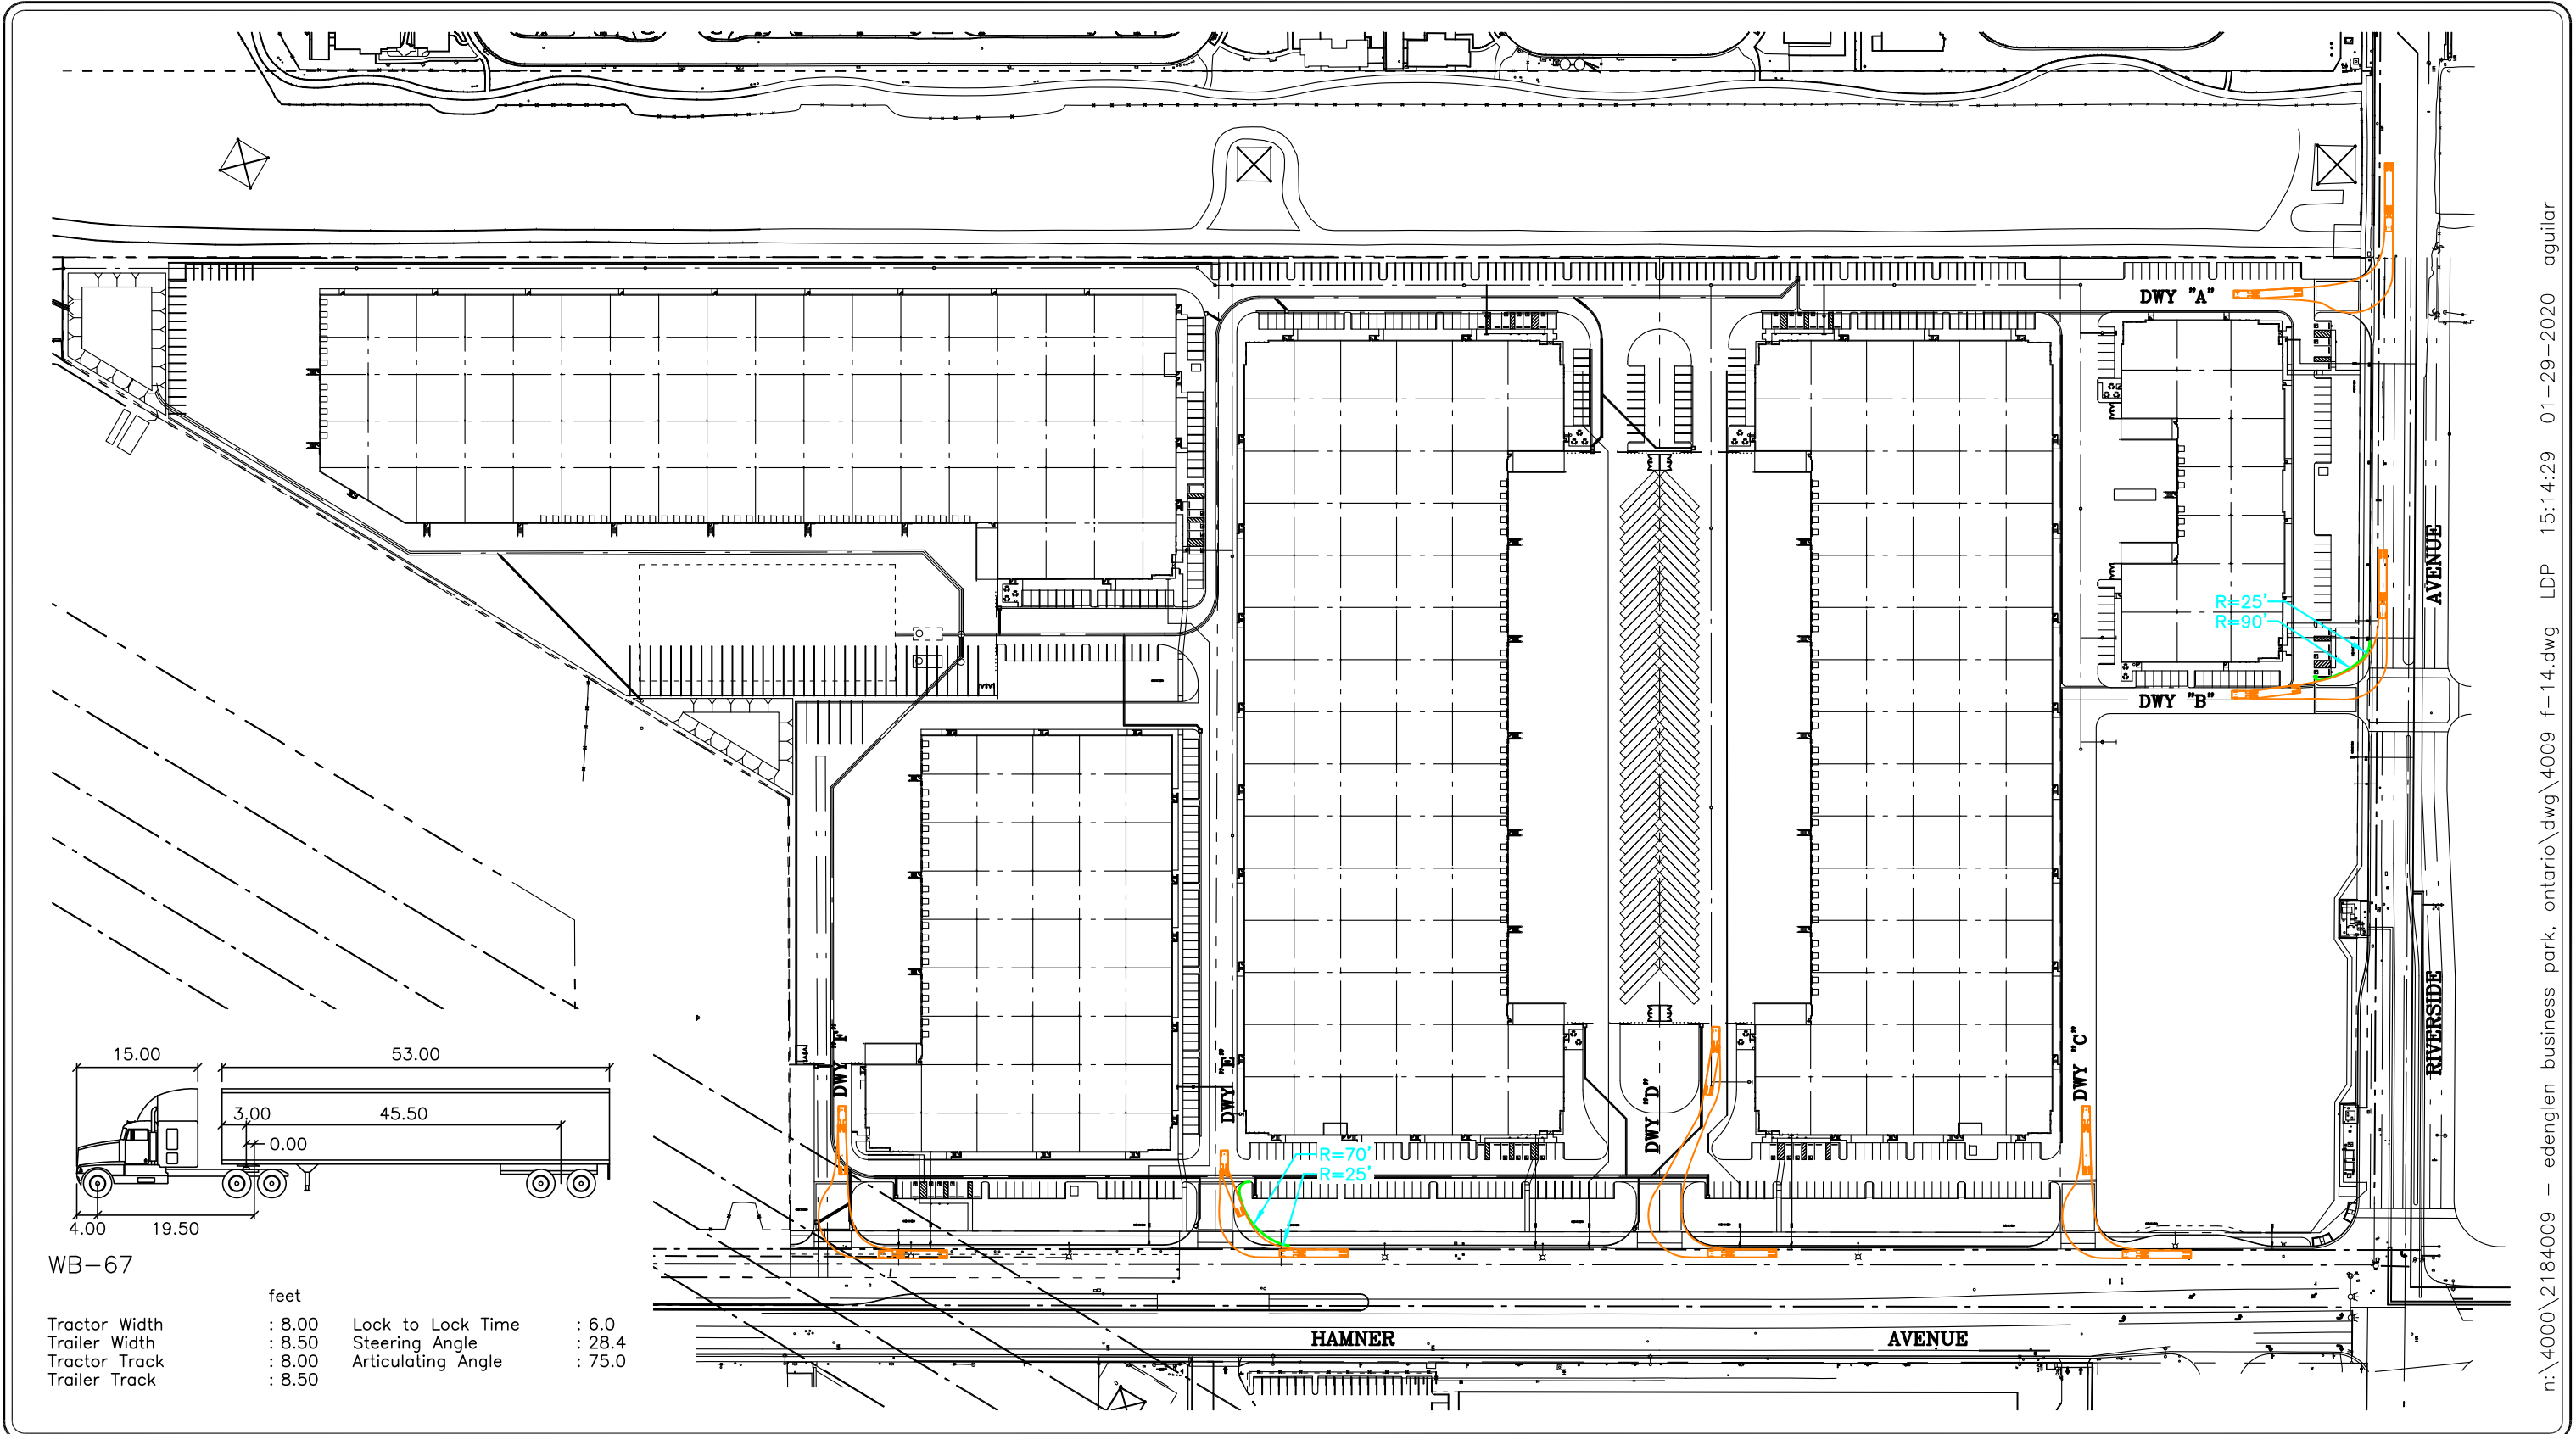 DWY "A"
AVENUE
R=25'
R=90'
DWY "B"
RIVERSIDE
DWY "F"
DWY "E"
DWY "D"
DWY "C"
R=70'
R=25'
HAMNER AVENUE
15.00 53.00
3.00 45.50
0.00
4.00 19.50
WB-67
feet
Tractor Width : 8.00 Lock to Lock Time : 6.0
Trailer Width : 8.50 Steering Angle : 28.4
Tractor Track : 8.00 Articulating Angle : 75.0
Trailer Track : 8.50
n:\4000\2184009 - edenglen business park, ontario\dwg\4009 f-14.dwg LDP 15:14:29 01-29-2020 aguilar